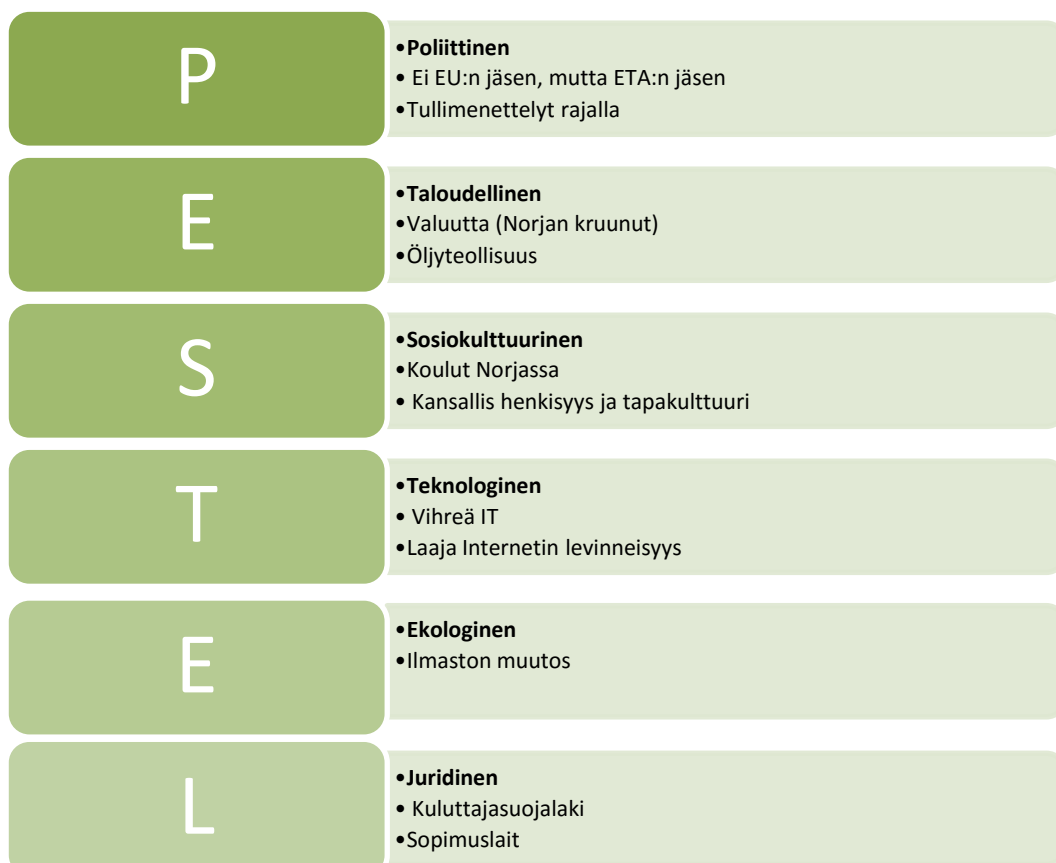 P
•Poliittinen
• Ei EU:n jäsen, mutta ETA:n jäsen
•Tullimenettelyt rajalla
E
•Taloudellinen
•Valuutta (Norjan kruunut)
•Öljyteollisuus
S
•Sosiokulttuurinen
•Koulut Norjassa
• Kansallis henkisyys ja tapakulttuuri
T
•Teknologinen
• Vihreä IT
•Laaja Internetin levinneisyys
E
•Ekologinen
•Ilmaston muutos
L
•Juridinen
• Kuluttajasuojalaki
•Sopimuslait